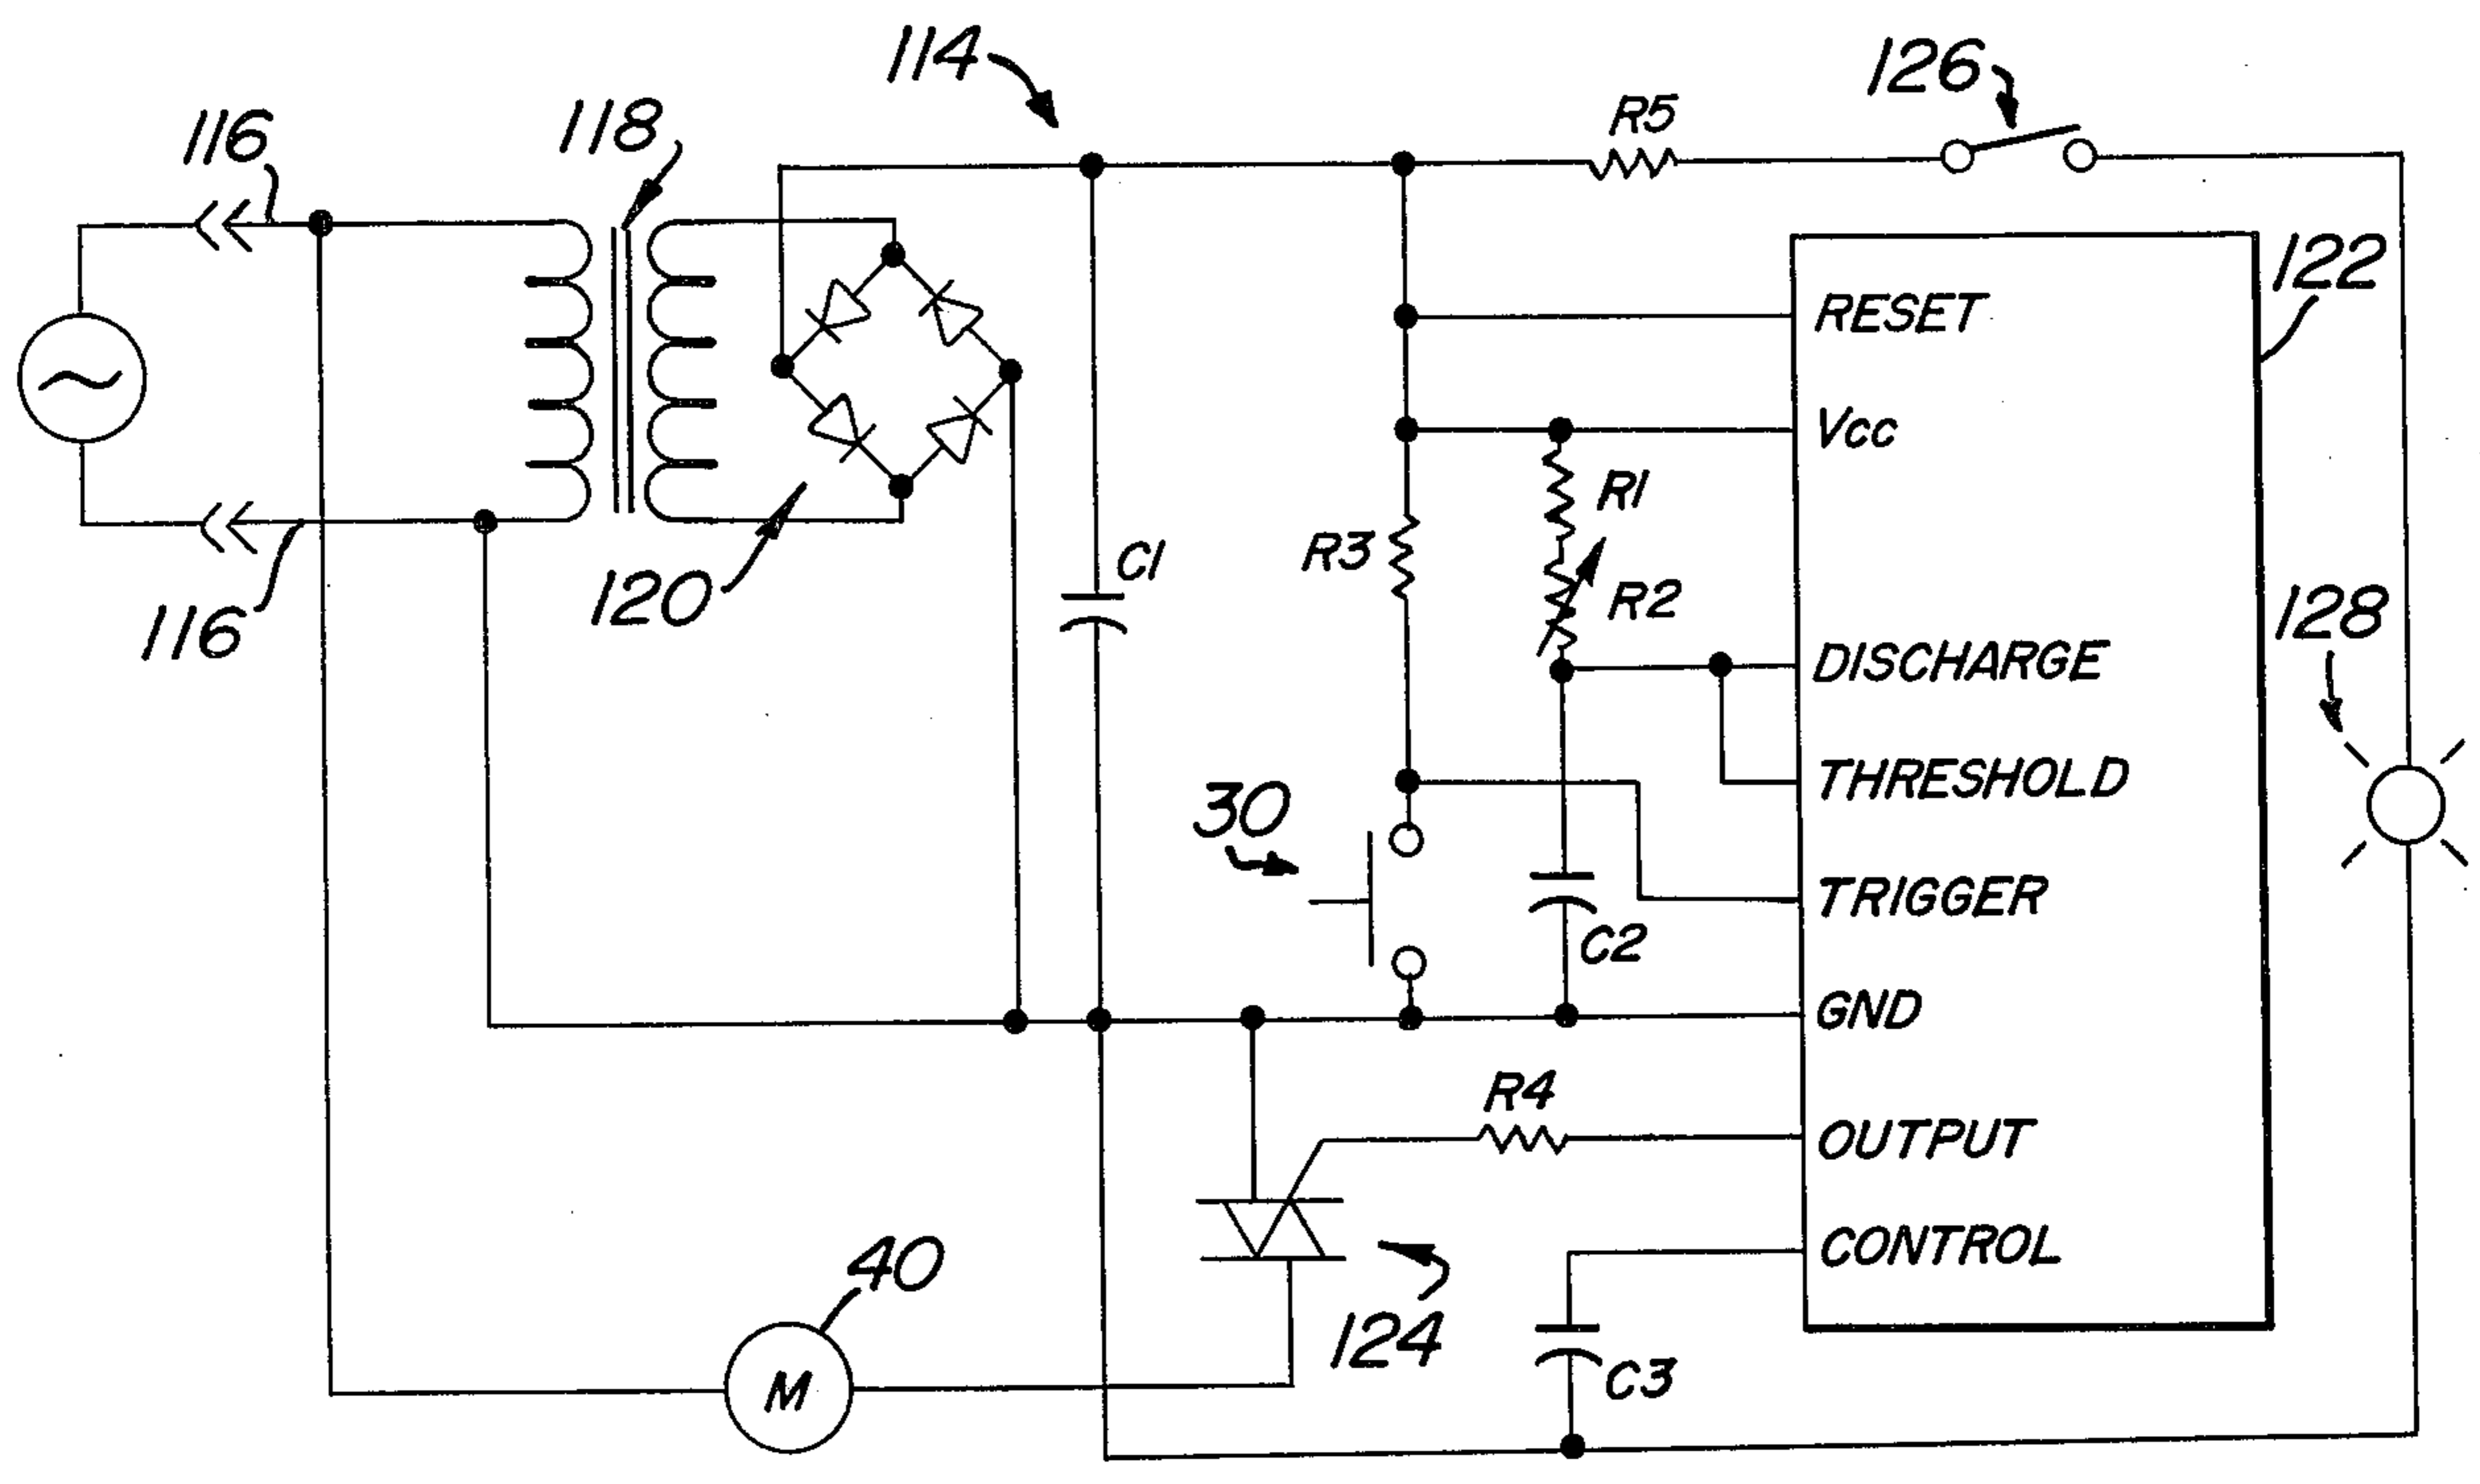 114
126
116
118
R5
122
RESET
Vcc
R1
R3
C1
R2
120
116
128
DISCHARGE
THRESHOLD
30
TRIGGER
C2
GND
R4
OUTPUT
CONTROL
40
124
C3
M